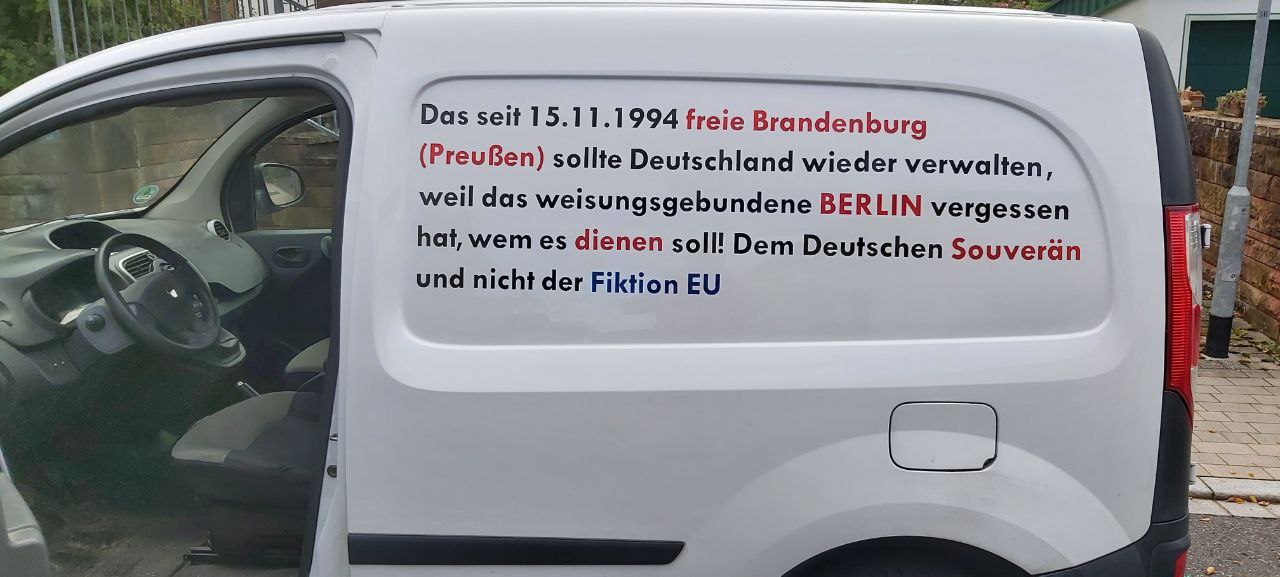 Das seit 15.11.1994 freie Brandenburg
(Preußen) sollte Deutschland wieder verwalten,
weil das weisungsgebundene BERLIN vergessen
hat, wem es dienen soll! Dem Deutschen Souverän
und nicht der Fiktion EU